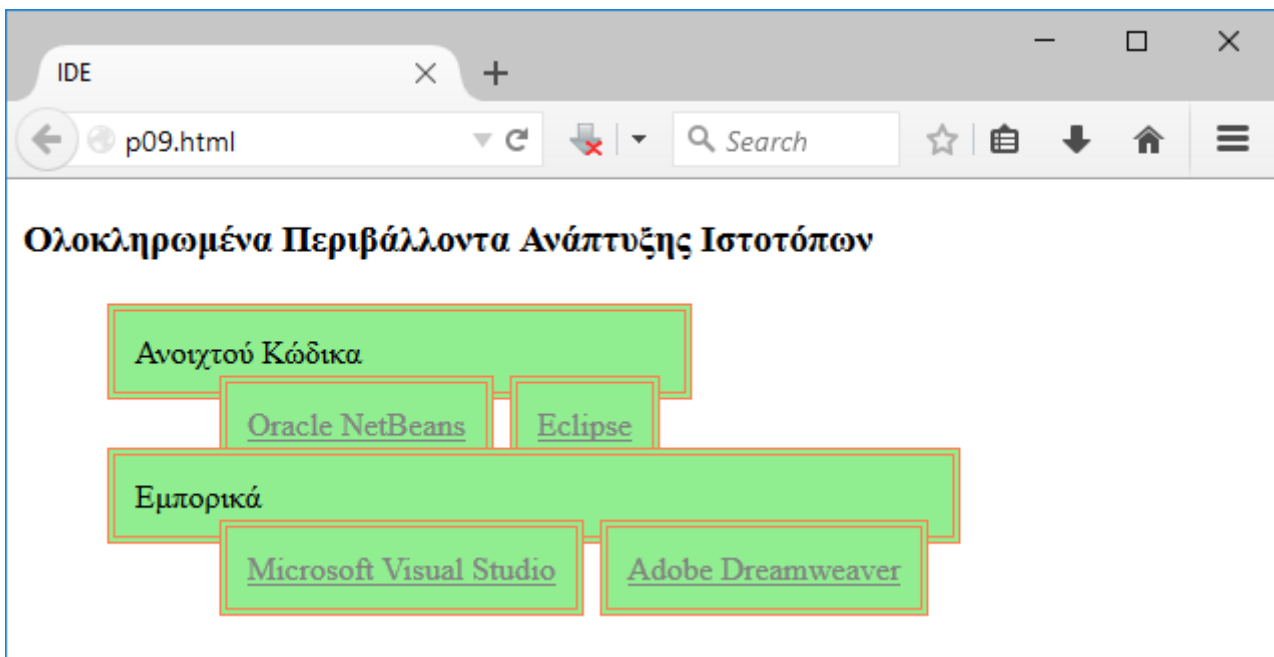 IDE
p09.html
Search
Ολοκληρωμένα Περιβάλλοντα Ανάπτυξης Ιστοτόπων
Ανοιχτού Κώδικα
Oracle NetBeans Eclipse
Εμπορικά
Microsoft Visual Studio Adobe Dreamweaver